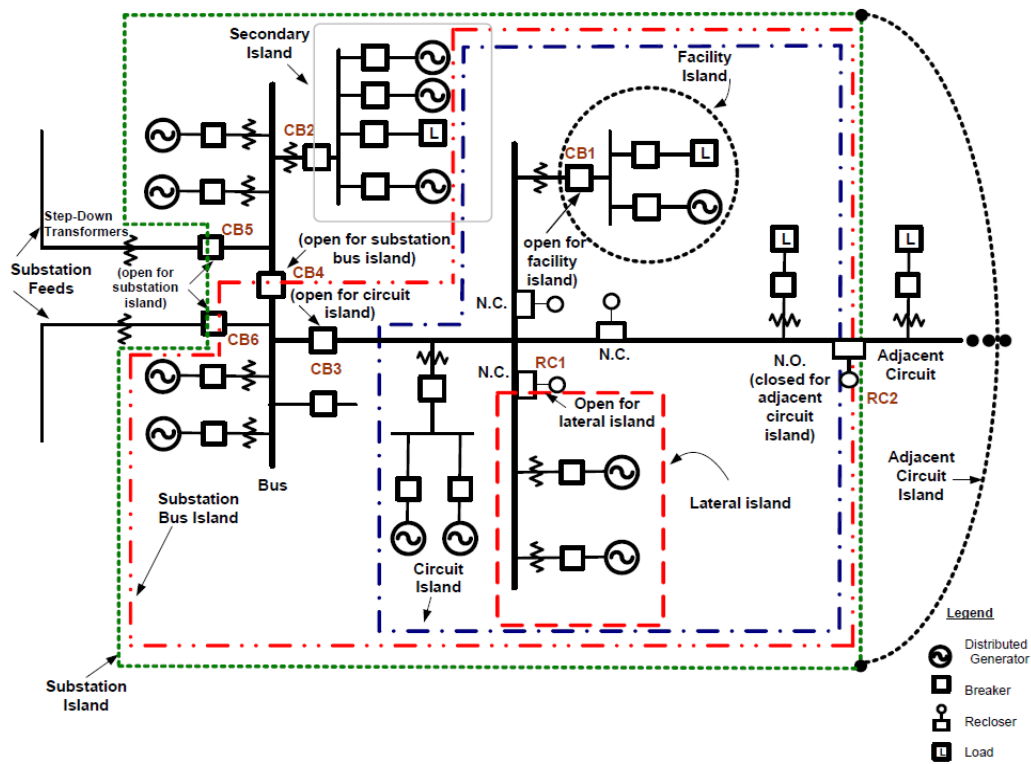 Secondary
Island
CB2
L
Facility
Island
CB1
L
open for
facility
island)
Step-Down
Transformers
Substation
Feeds
CB5
(open for
substation
island)
(open for substation
bus island)
CB4
(open for circuit
island)
CB6
CB3
N.C.
N.C.
N.C.
RC1
Open for
lateral island
L
L
N.O.
(closed for
adjacent
circuit
island)
Adjacent
Circuit
RC2
Adjacent
Circuit
Island
Bus
Substation
Bus Island
Circuit
Island
Lateral island
Substation
Island
Legend
Distributed
Generator
Breaker
Recloser
L
Load